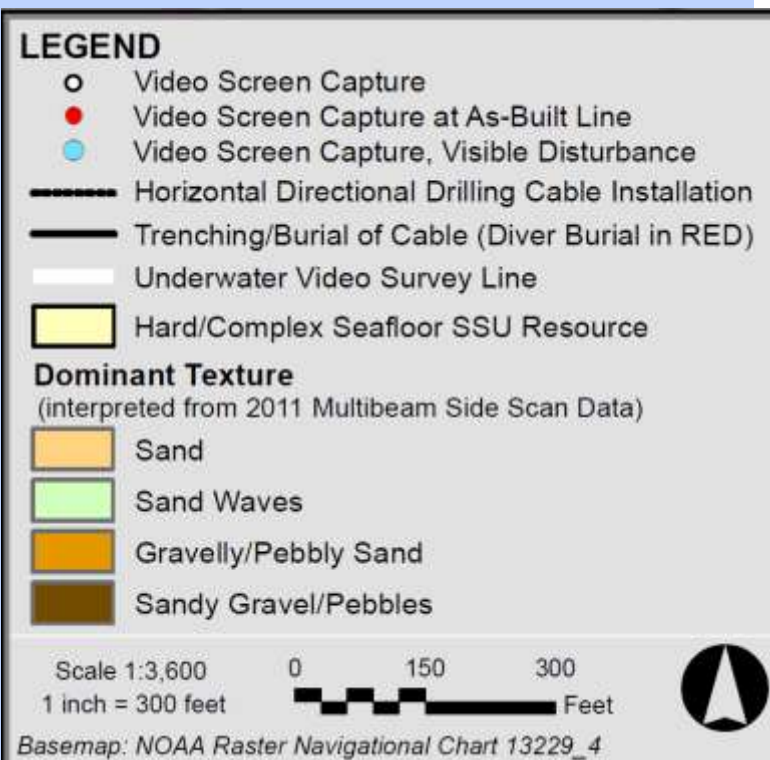 LEGEND
Video Screen Capture
Video Screen Capture at As-Built Line
Video Screen Capture, Visible Disturbance
Horizontal Directional Drilling Cable Installation
Trenching/Burial of Cable (Diver Burial in RED)
Underwater Video Survey Line
Hard/Complex Seafloor SSU Resource
Dominant Texture
(interpreted from 2011 Multibeam Side Scan Data)
Sand
Sand Waves
Gravelly/Pebbly Sand
Sandy Gravel/Pebbles
Scale 1:3,600
1 inch = 300 feet
0 150 300
Feet
Basemap: NOAA Raster Navigational Chart 13229_4